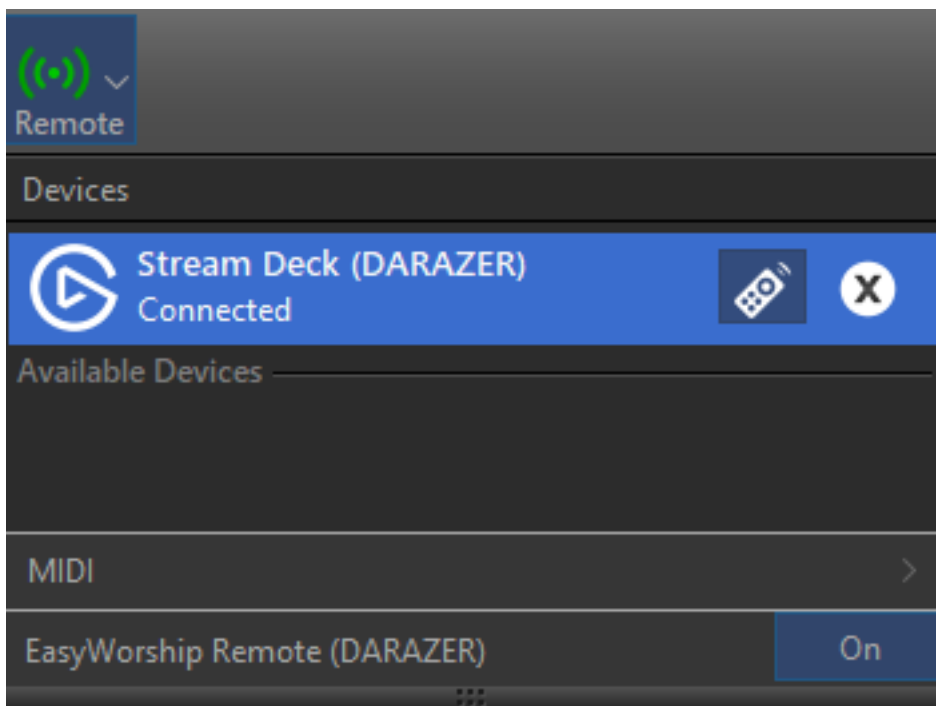 Remote
Devices
Stream Deck (DARAZER)
Connected
X
Available Devices
MIDI
EasyWorship Remote (DARAZER)
On